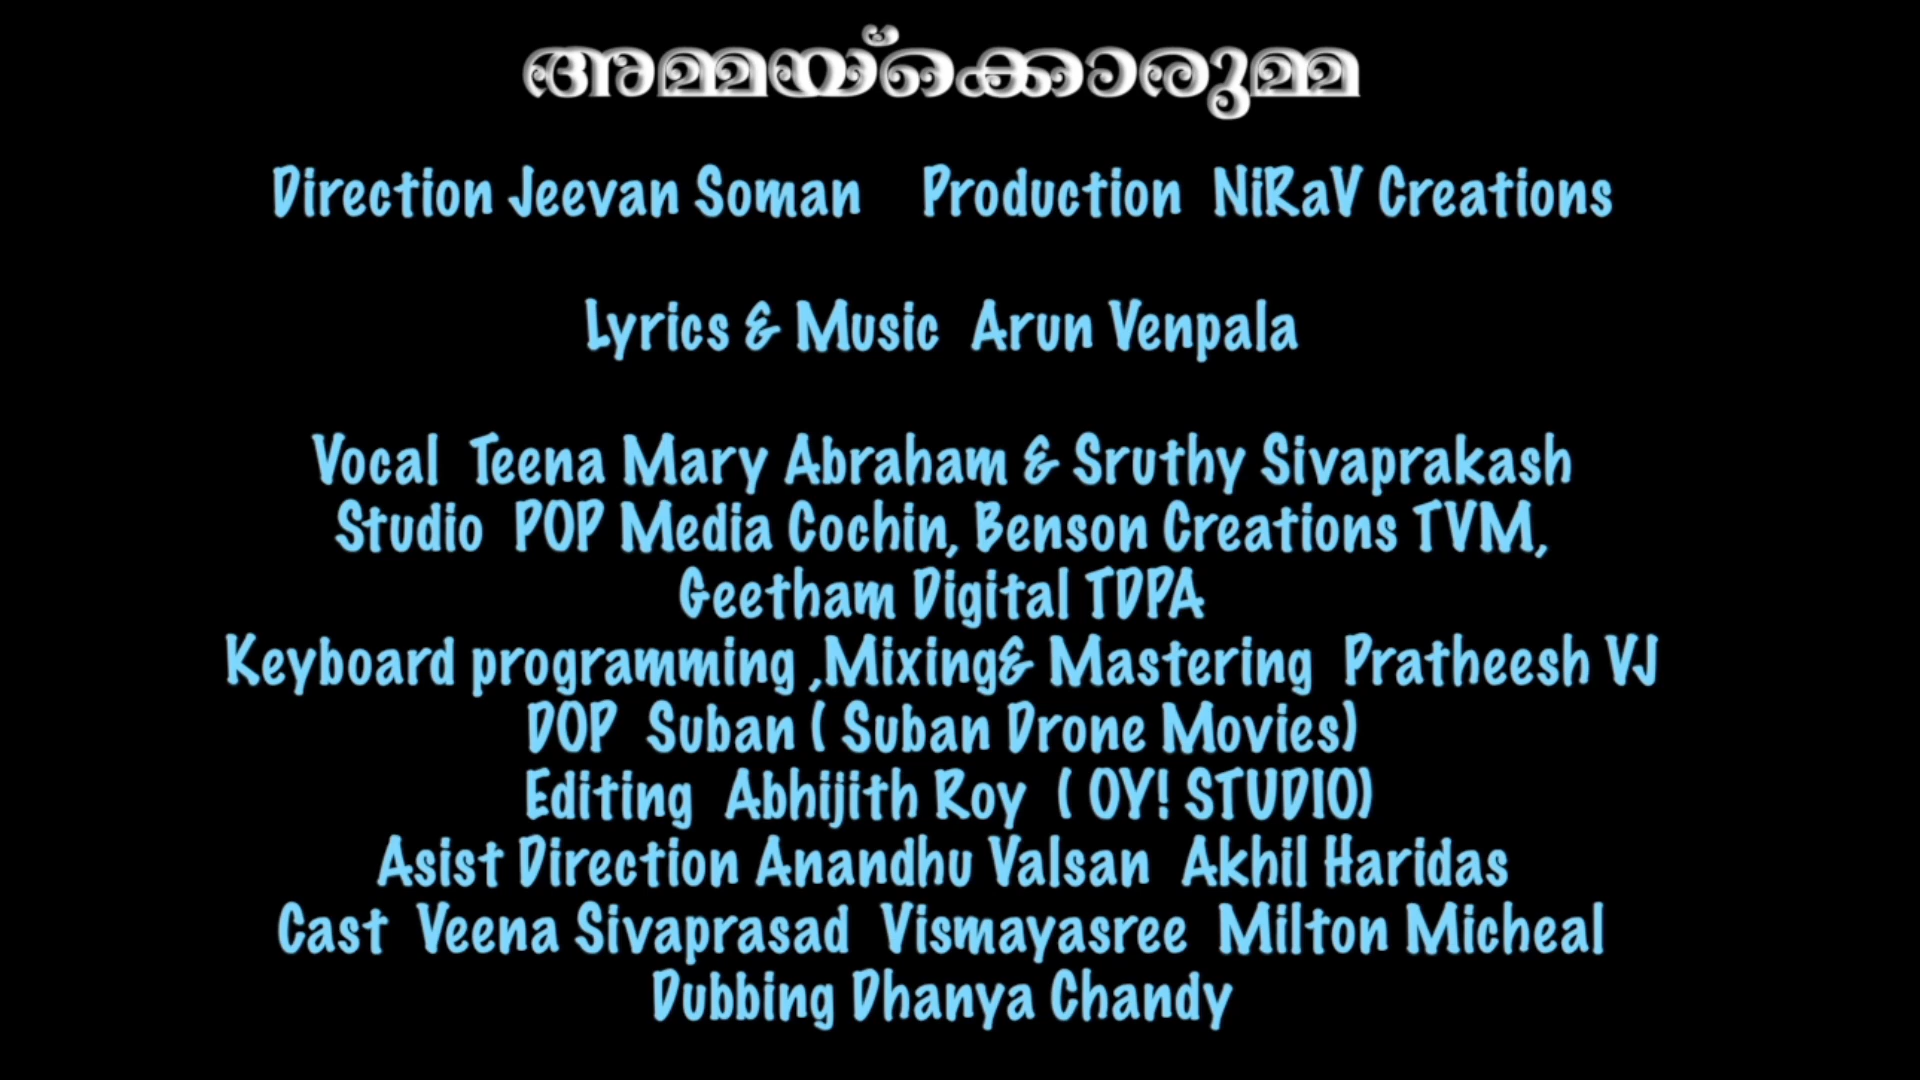 അമ്മയ്ക്കൊരുമ്മ
Direction Jeevan Soman Production NiRaV Creations
Lyrics & Music Arun Venpala
Vocal Teena Mary Abraham & Sruthy Sivaprakash
Studio POP Media Cochin, Benson Creations TVM,
Geetham Digital TDPA
Keyboard programming ,Mixing& Mastering Pratheesh VJ
DOP Suban ( Suban Drone Movies)
Editing Abhijith Roy ( OY! STUDIO)
Asist Direction Anandhu Valsan Akhil Haridas
Cast Veena Sivaprasad Vismayasree Milton Micheal
Dubbing Dhanya Chandy